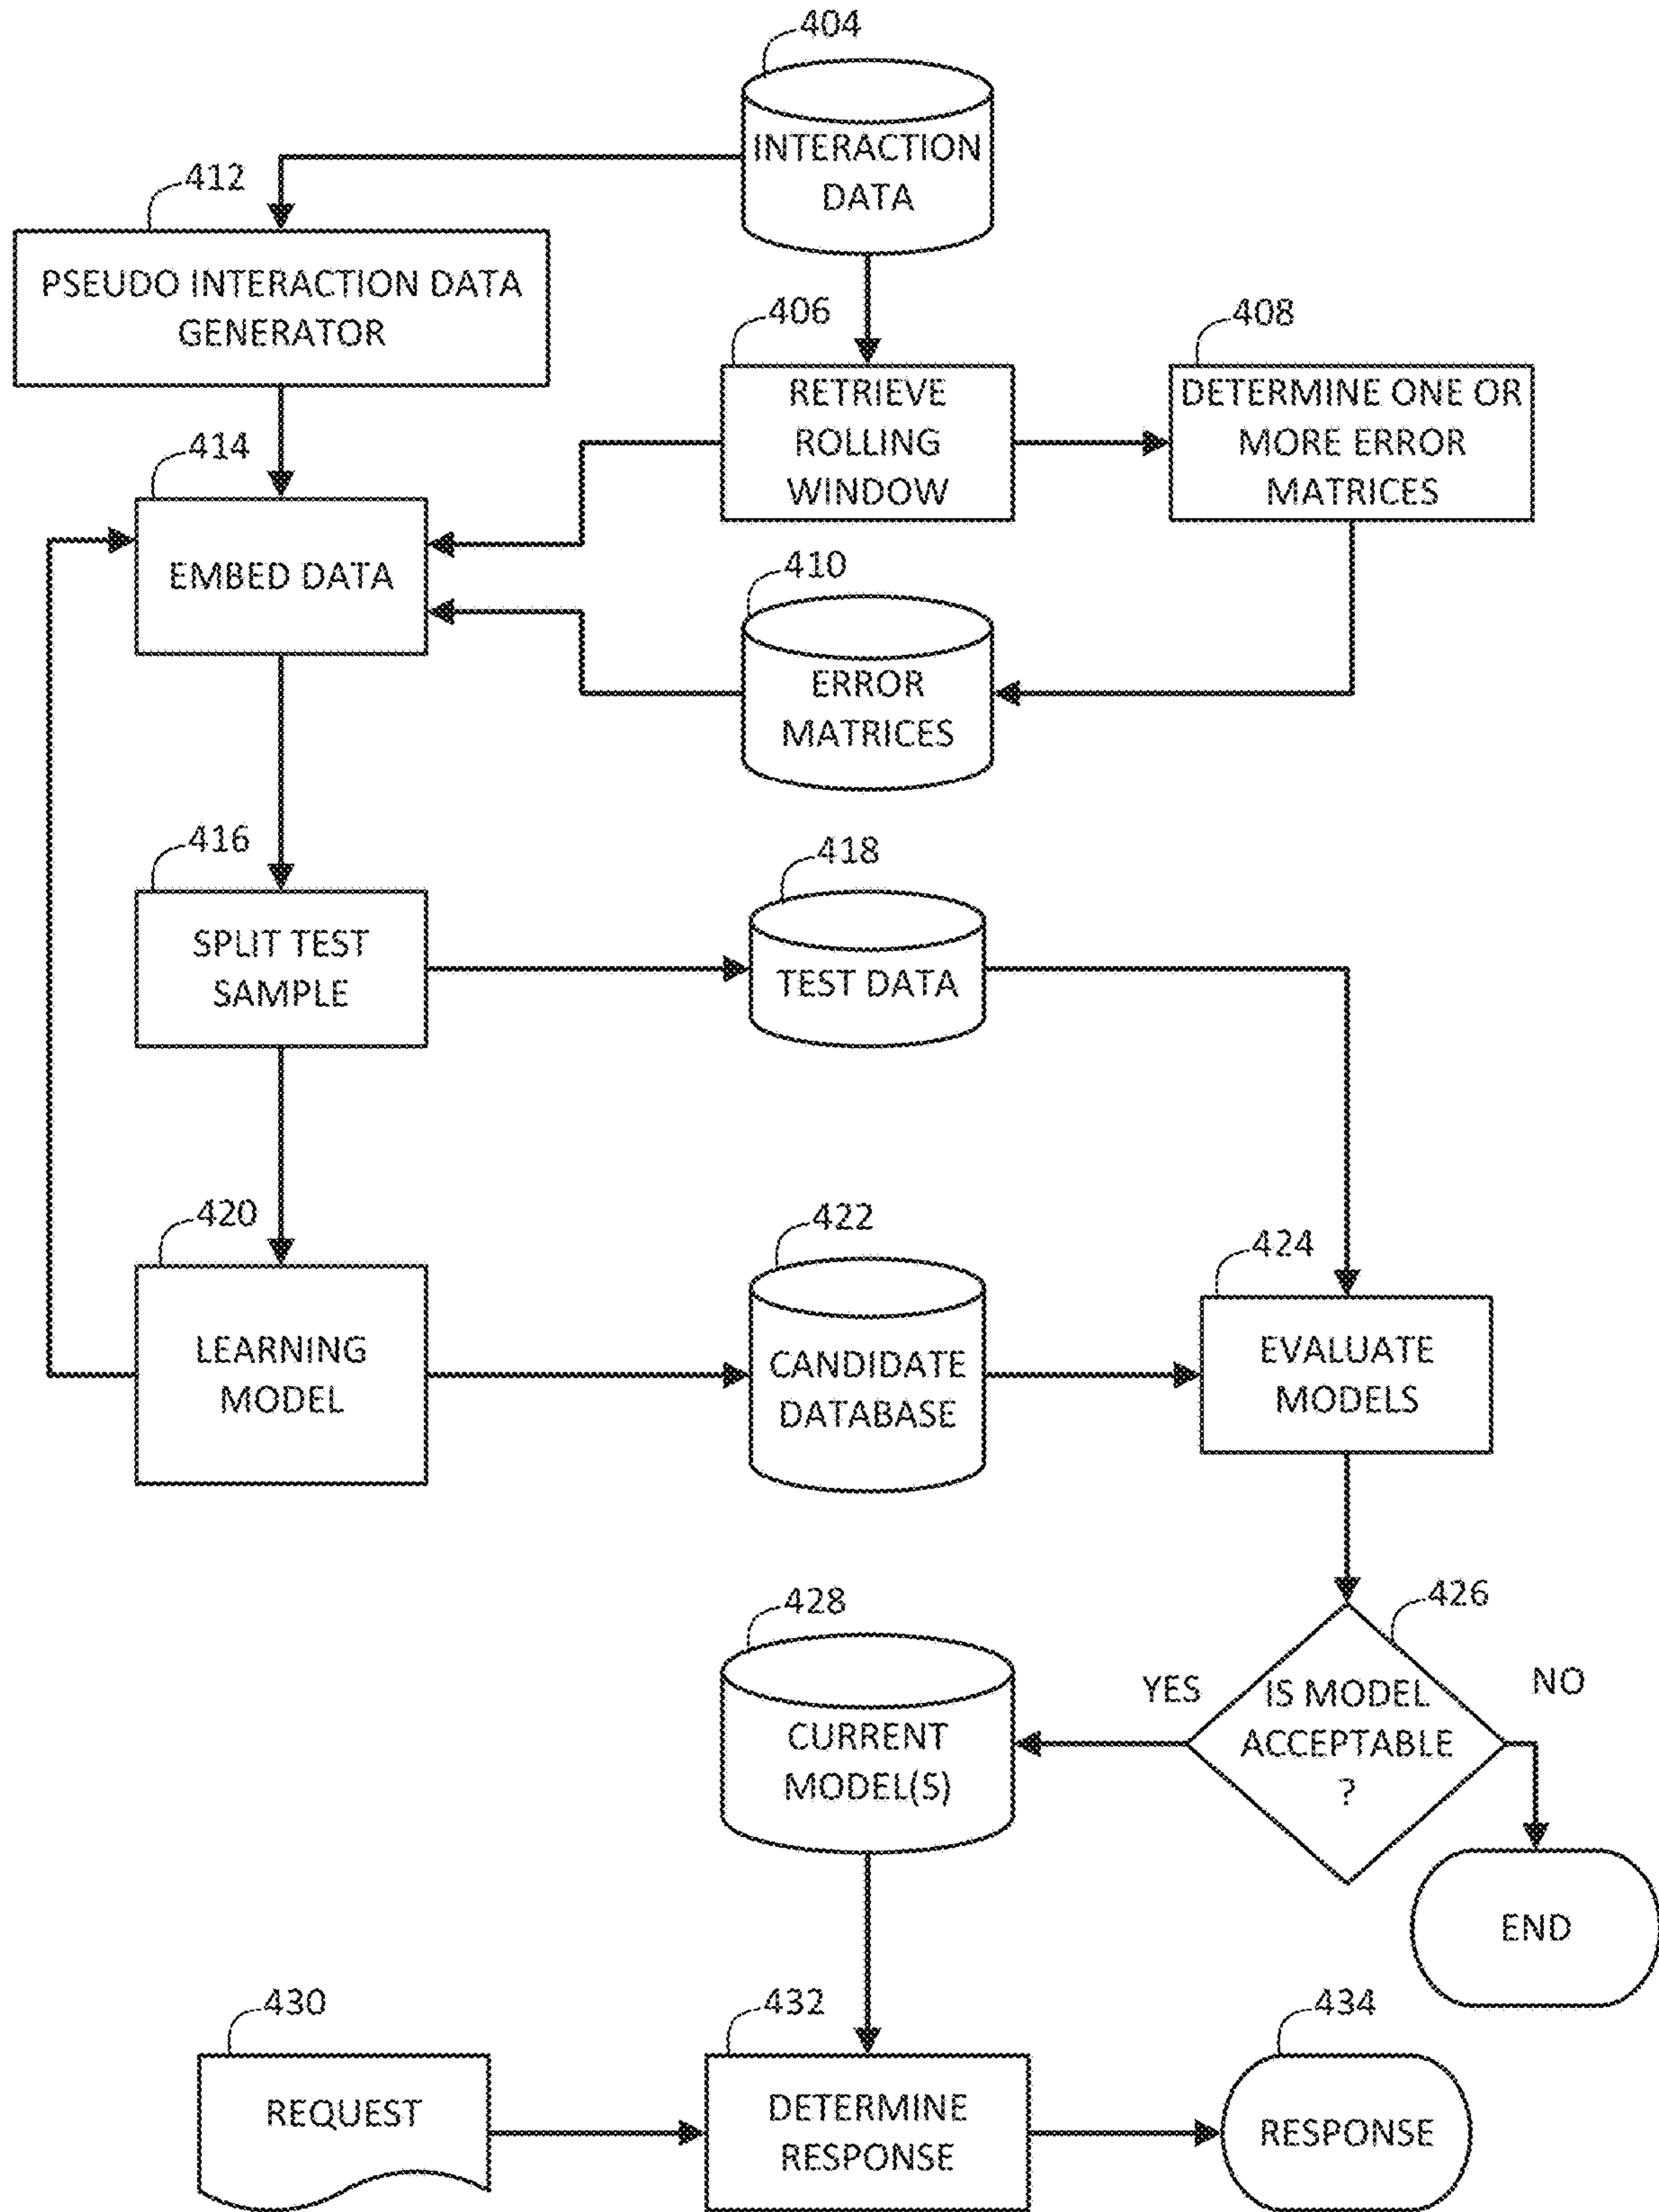 404
INTERACTION
DATA
412
PSEUDO INTERACTION DATA
GENERATOR
406
RETRIEVE
ROLLING
WINDOW
408
DETERMINE ONE OR
MORE ERROR
MATRICES
414
EMBED DATA
410
ERROR
MATRICES
416
SPLIT TEST
SAMPLE
418
TEST DATA
420
LEARNING
MODEL
422
CANDIDATE
DATABASE
424
EVALUATE
MODELS
426
IS MODEL
ACCEPTABLE
?
YES
NO
428
CURRENT
MODEL(S)
END
430
REQUEST
432
DETERMINE
RESPONSE
434
RESPONSE